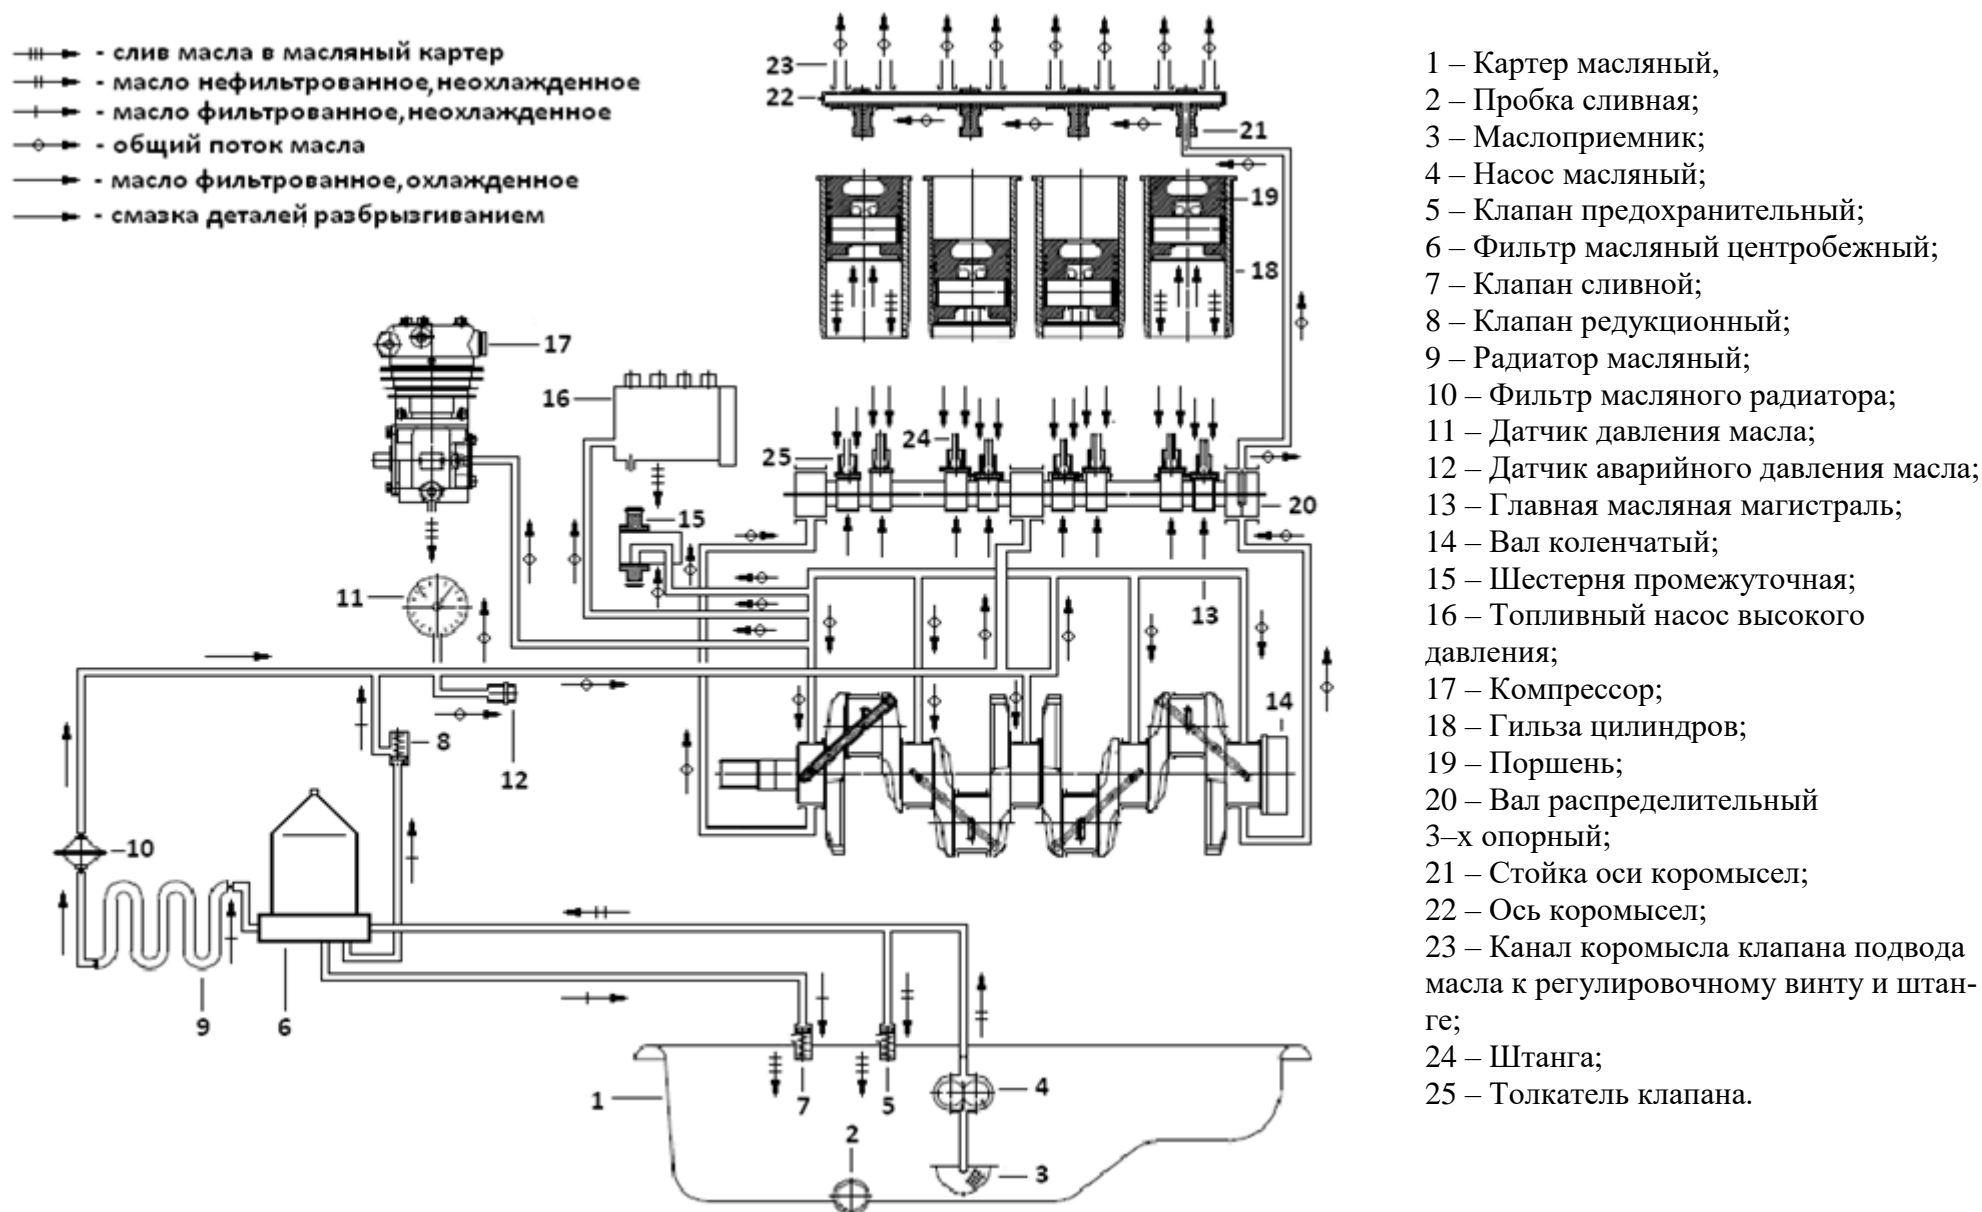 - слив масла в масляный картер
- масло нефильтрованное,неохлажденное
- масло фильтрованное,неохлажденное
- общий поток масла
- масло фильтрованное,охлажденное
- смазка деталей разбрызгиванием
23
22
21
19
18
17
16
24
25
15
20
11
13
14
8
12
10
9
6
7
5
4
1
2
3
1 – Картер масляный,
2 – Пробка сливная;
3 – Маслоприемник;
4 – Насос масляный;
5 – Клапан предохранительный;
6 – Фильтр масляный центробежный;
7 – Клапан сливной;
8 – Клапан редукционный;
9 – Радиатор масляный;
10 – Фильтр масляного радиатора;
11 – Датчик давления масла;
12 – Датчик аварийного давления масла;
13 – Главная масляная магистраль;
14 – Вал коленчатый;
15 – Шестерня промежуточная;
16 – Топливный насос высокого
давления;
17 – Компрессор;
18 – Гильза цилиндров;
19 – Поршень;
20 – Вал распределительный
3–х опорный;
21 – Стойка оси коромысел;
22 – Ось коромысел;
23 – Канал коромысла клапана подвода
масла к регулировочному винту и штан-
ге;
24 – Штанга;
25 – Толкатель клапана.